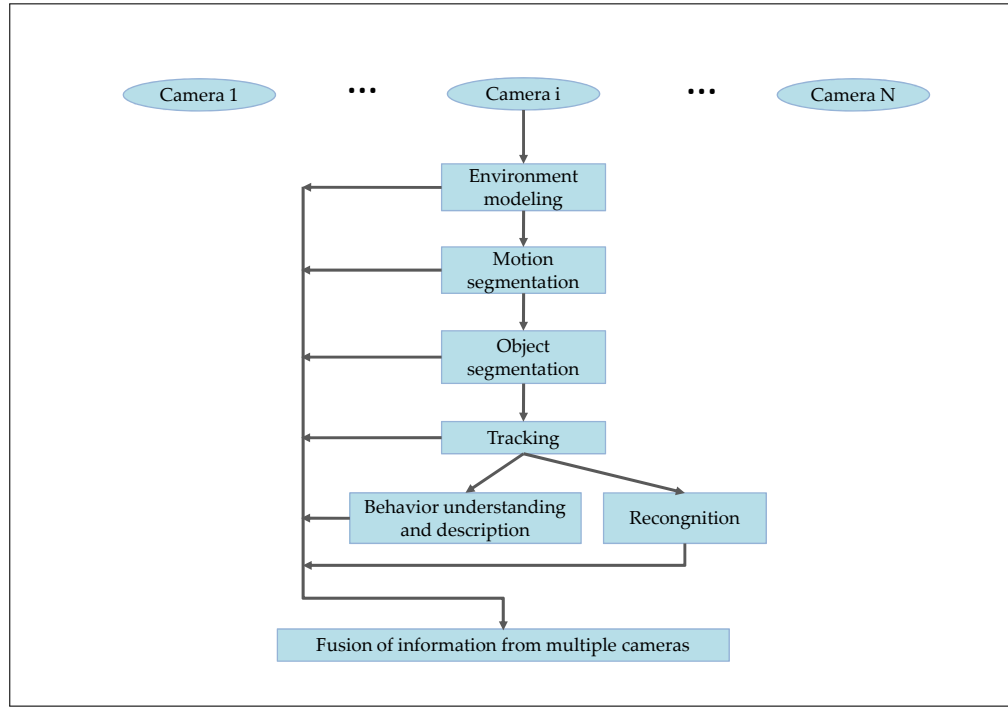 Camera 1
...
Camera i
...
Camera N
Environment
modeling
Motion
segmentation
Object
segmentation
Tracking
Behavior understanding
and description
Recongnition
Fusion of information from multiple cameras